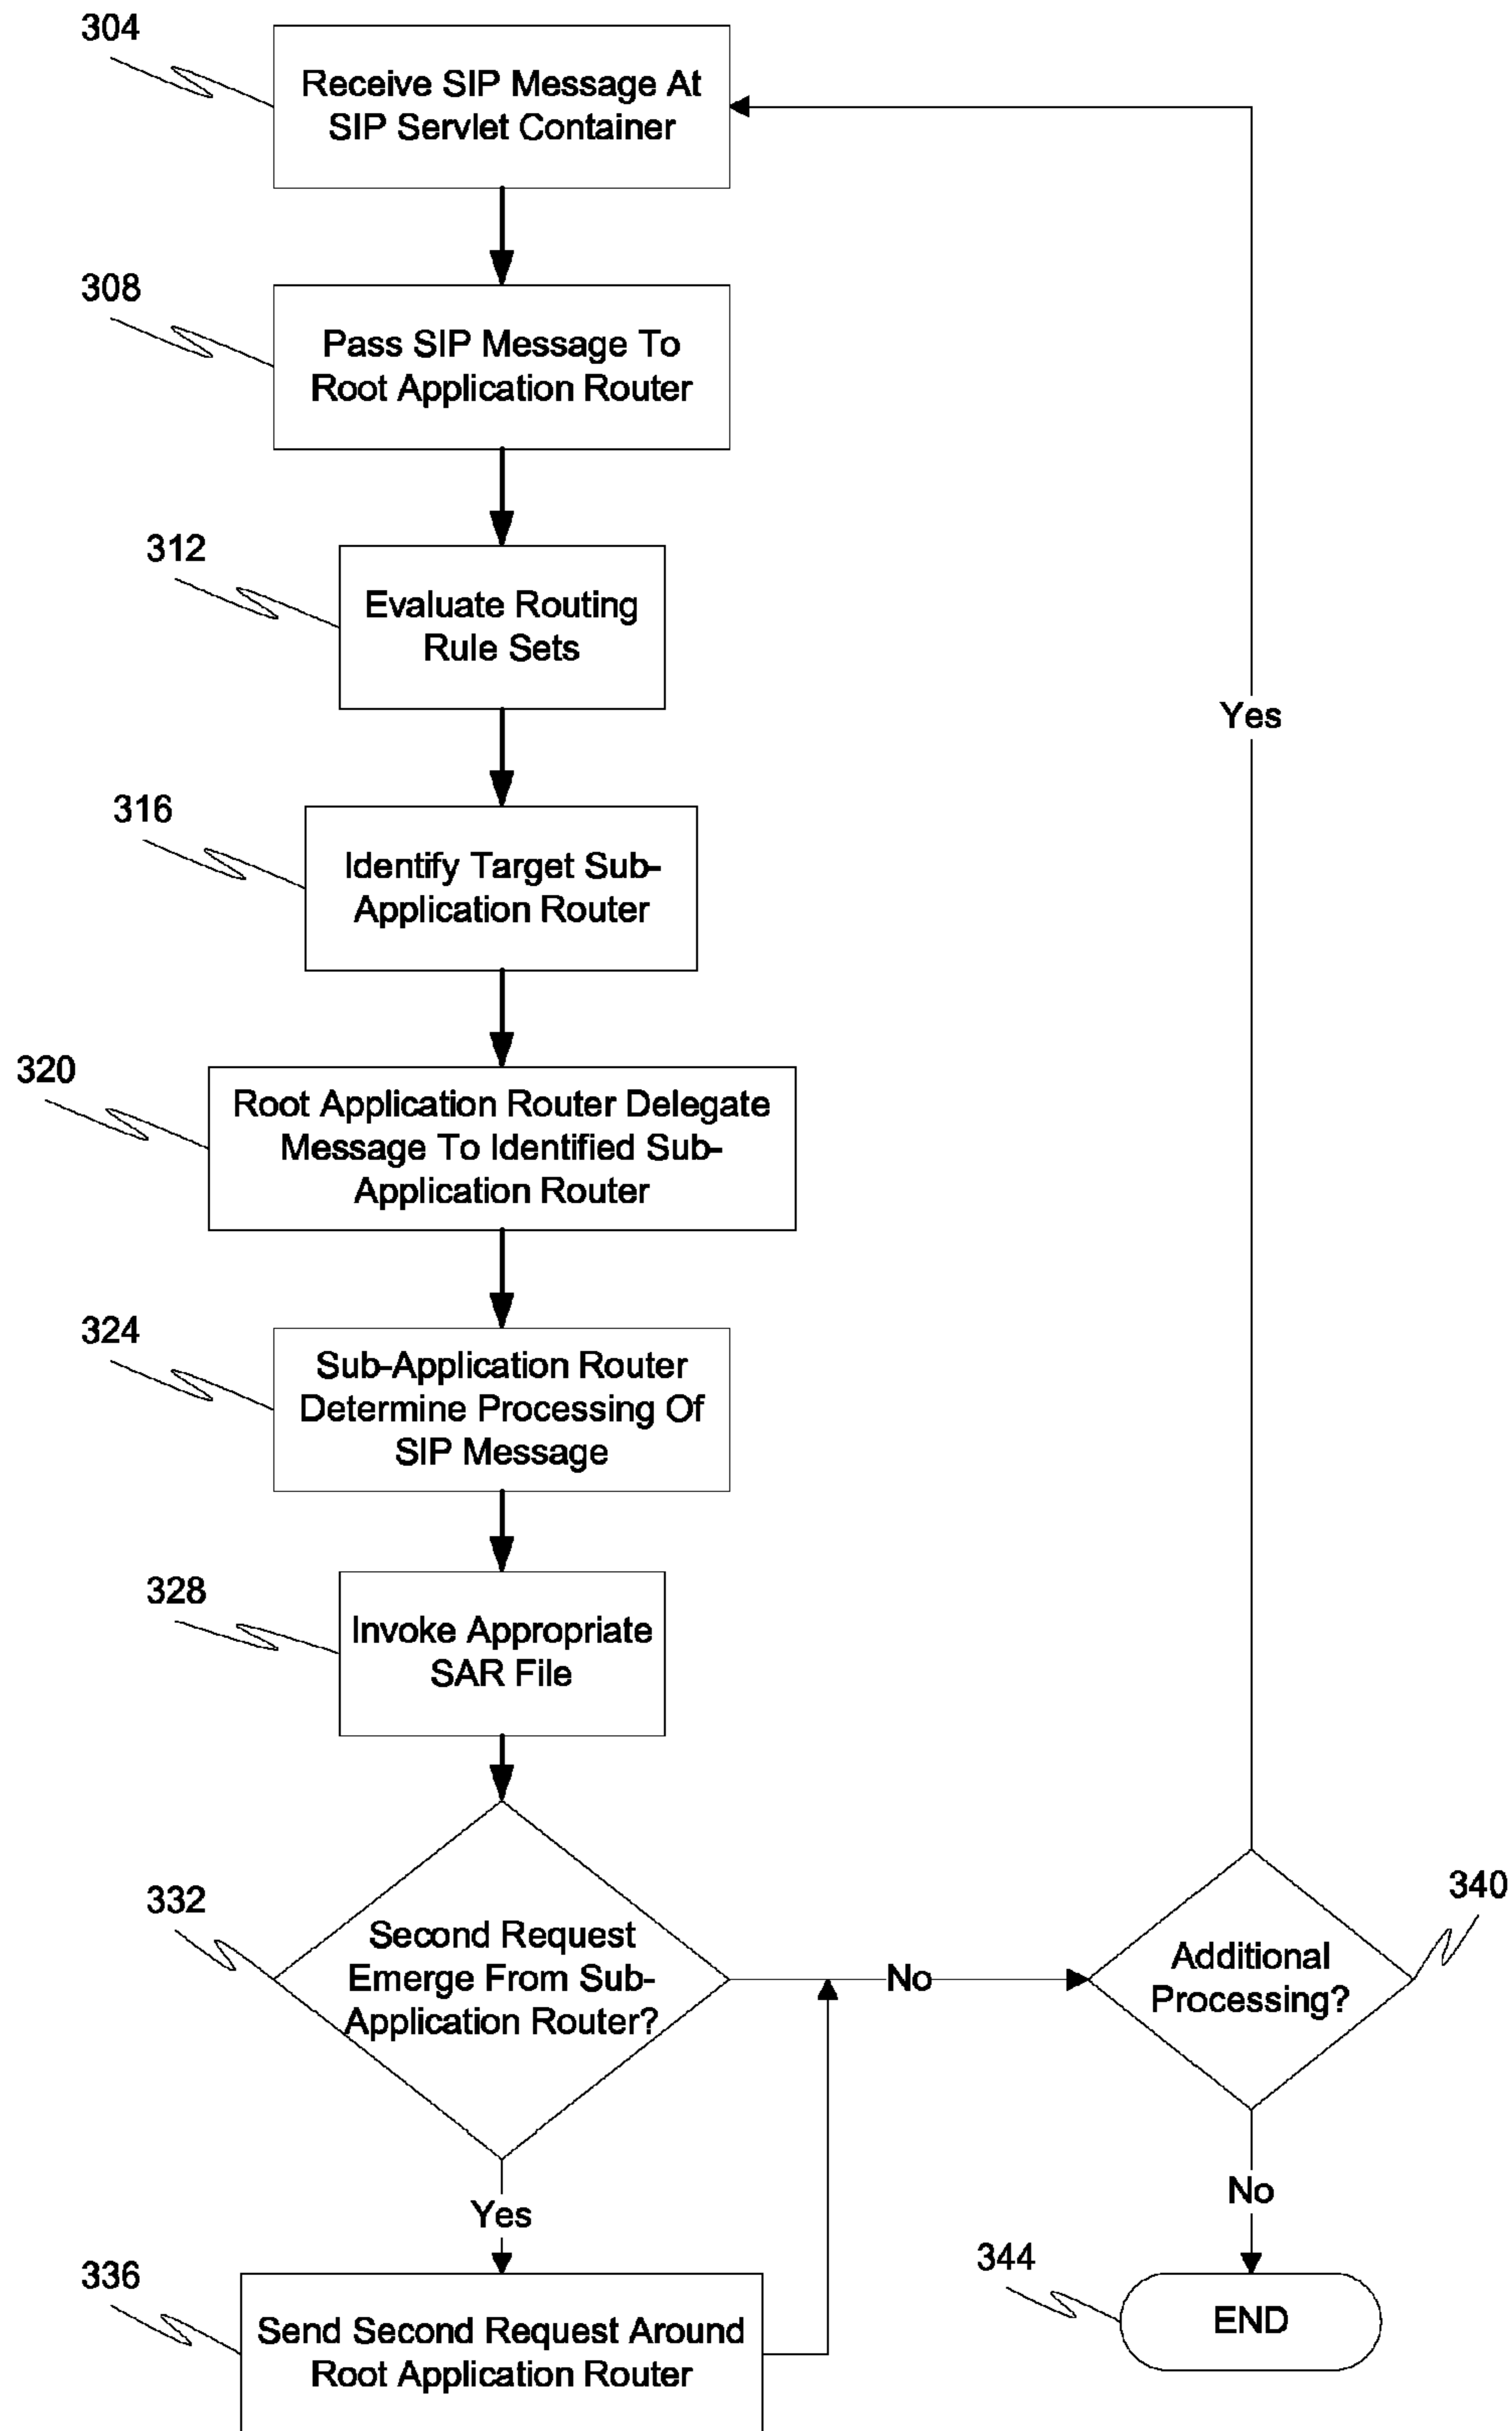 304
Receive SIP Message At
SIP Servlet Container
308
Pass SIP Message To
Root Application Router
312
Evaluate Routing
Rule Sets
Yes
316
Identify Target Sub-
Application Router
320
Root Application Router Delegate
Message To Identified Sub-
Application Router
324
Sub-Application Router
Determine Processing Of
SIP Message
328
Invoke Appropriate
SAR File
332
Second Request
Emerge From Sub-
Application Router?
No
340
Additional
Processing?
Yes
No
336
Send Second Request Around
Root Application Router
344
END